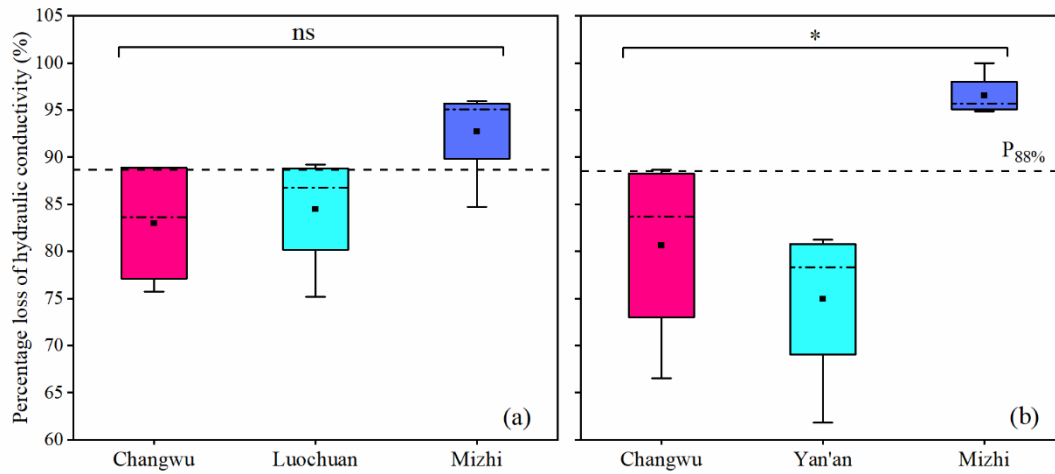 Percentage loss of hydraulic conductivity (%)
105
100
95
90
85
80
75
70
65
60
ns
(a)
Changwu Luochuan Mizhi
*
P88%
(b)
Changwu Yan'an Mizhi